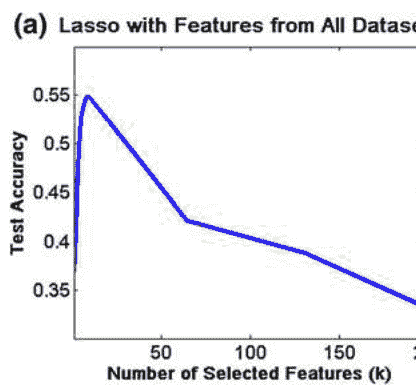 (a) Lasso with Features from All Datase
0.55
0.5
0.45
0.4
0.35
Test Accuracy
50 100 150 2
Number of Selected Features (k)